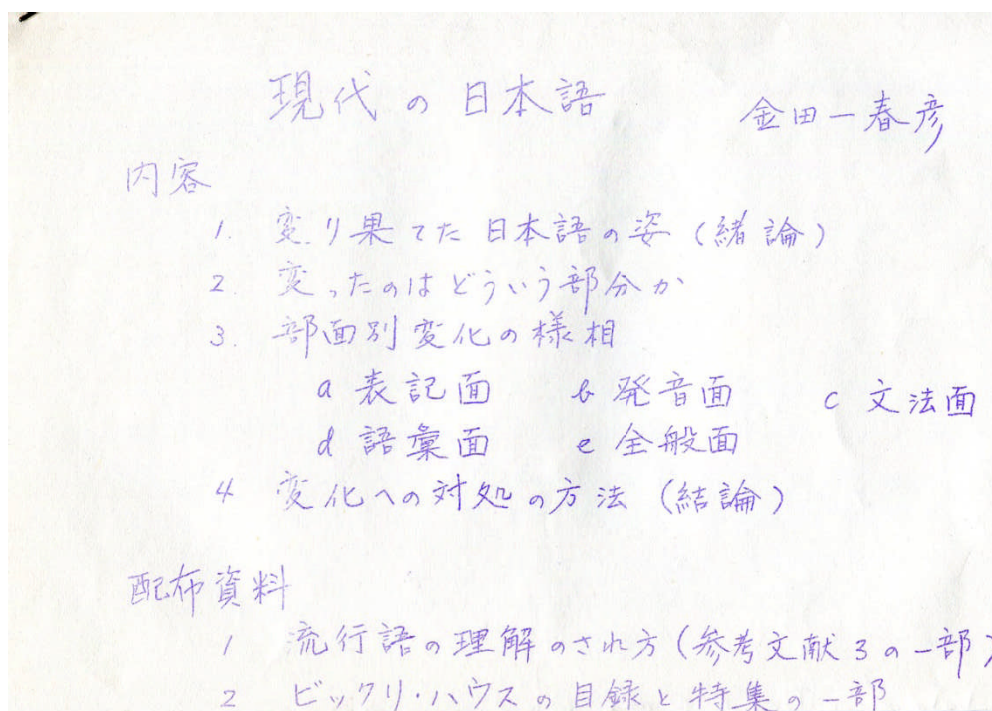 現代の日本語
金田一春彦
内容
1. 変り果てた日本語の姿(緒論)
2. 変ったのはどういう部分か
3. 部面別変化の様相
a 表記面 b 発音面 c 文法面
d 語彙面 e 全般面
4 変化への対処の方法(結論)
配布資料
1 流行語の理解のされ方(参考文献3の一部)
2 ビックリ・ハウスの目録と特集の一部